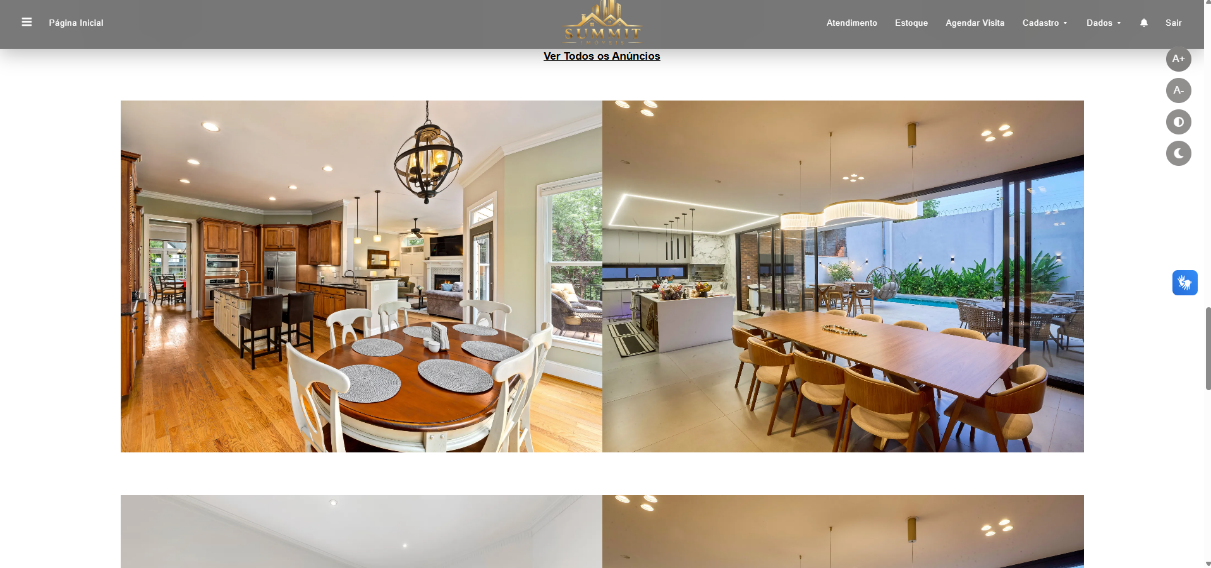 Página Inicial
SUMMIT
Atendimento
Estoque
Agendar Visita
Cadastro
Dados
Sair
Ver Todos os Anúncios
A+
A-